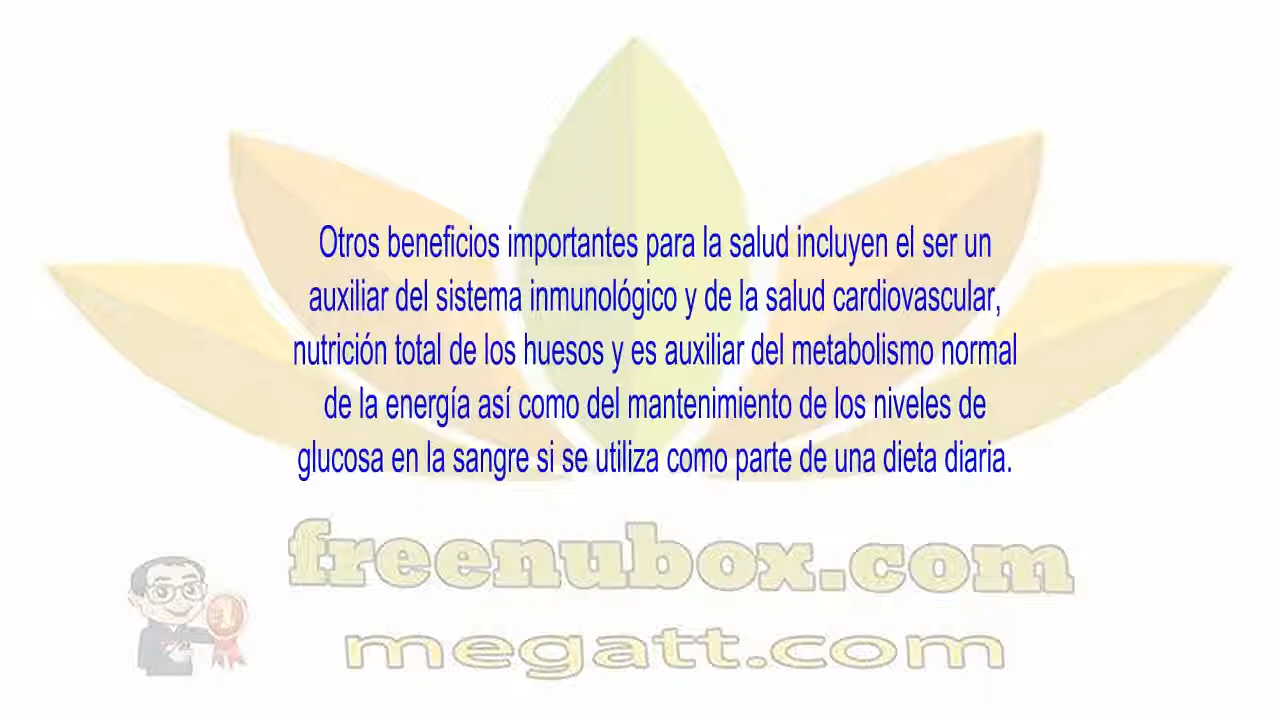 Otros beneficios importantes para la salud incluyen el ser un
auxiliar del sistema inmunológico y de la salud cardiovascular,
nutrición total de los huesos y es auxiliar del metabolismo normal
de la energía así como del mantenimiento de los niveles de
glucosa en la sangre si se utiliza como parte de una dieta diaria.
freenubox.com
#1
megatt.com